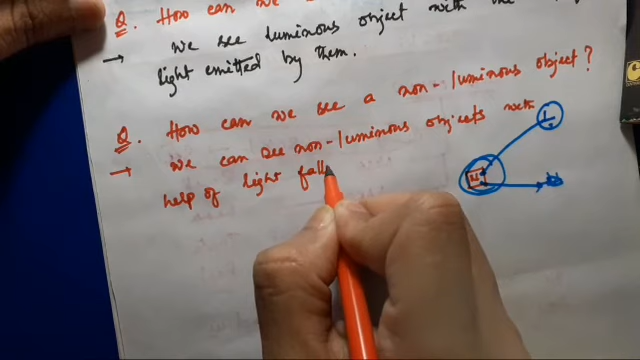 Q. How can we
→ We see luminous object with the
light emitted by them.
Q. How can we see a non-luminous object?
→ We can see non-luminous objects with
help of light fall
L